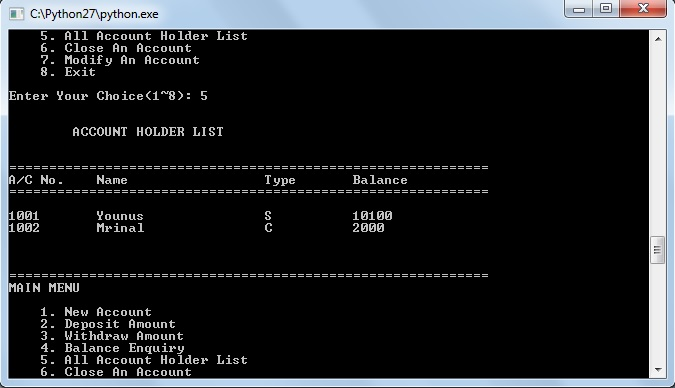 C:\Python27\python.exe
5. All Account Holder List
6. Close An Account
7. Modify An Account
8. Exit
Enter Your Choice(1~8): 5
ACCOUNT HOLDER LIST
============================================================
A/C No. Name Type Balance
============================================================
1001 Younus S 10100
1002 Mrinal C 2000
============================================================
MAIN MENU
1. New Account
2. Deposit Amount
3. Withdraw Amount
4. Balance Enquiry
5. All Account Holder List
6. Close An Account